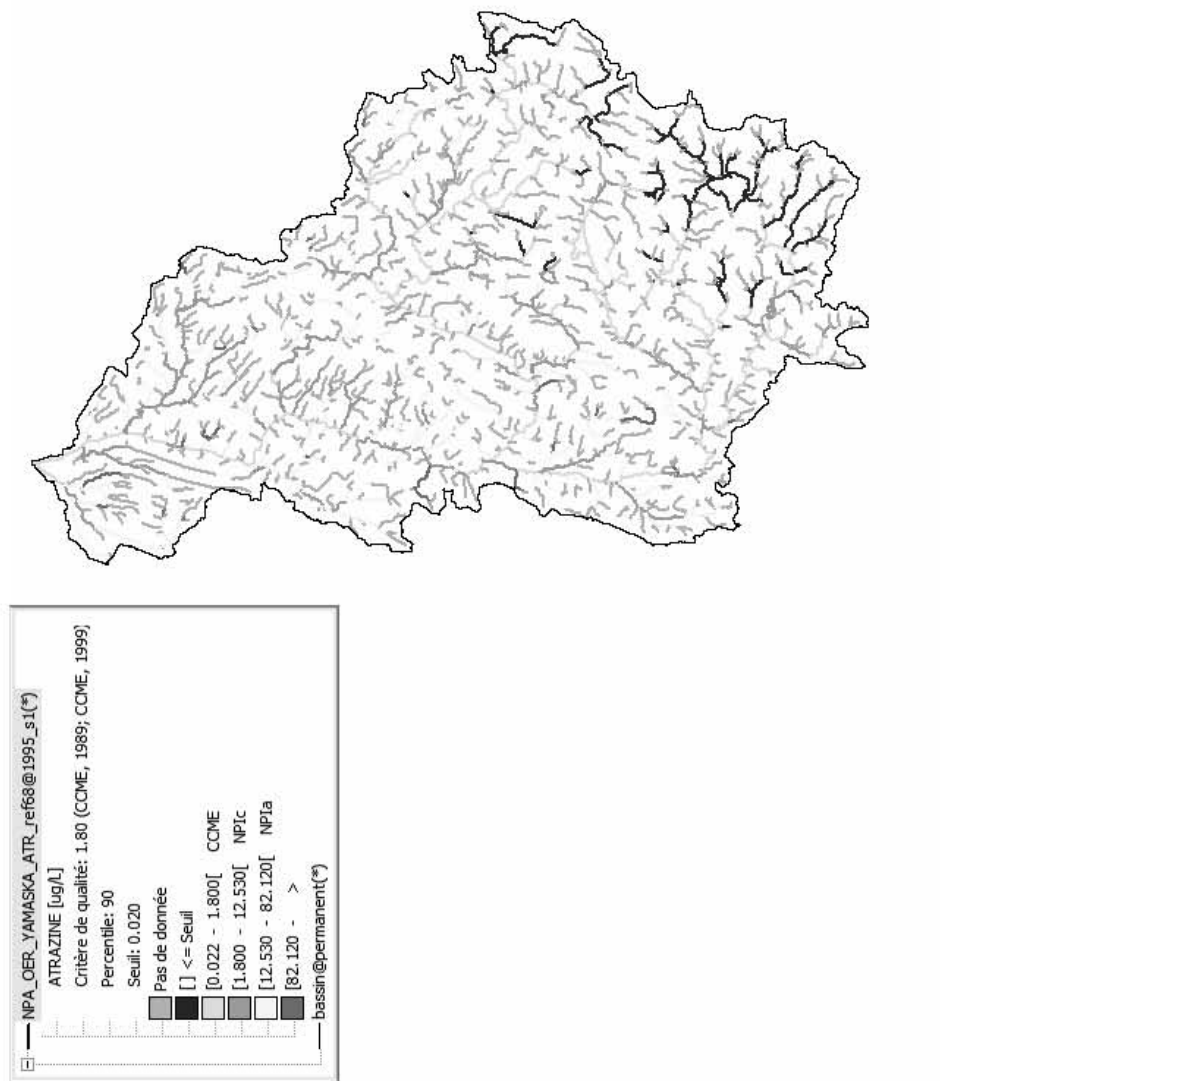 NPA_OER_YAMASKA_ATR_ref68@1995_s1(*)
ATRAZINE [ug/L]
Critère de qualité: 1.80 (CCME, 1989; CCME, 1999)
Percentile: 90
Seuil: 0.020
Pas de donnée
[] <= Seuil
[0.022 - 1.800[ CCME
[1.800 - 12.530[ NPIc
[12.530 - 82.120[ NPIa
[82.120 - >
bassin@permanent(*)